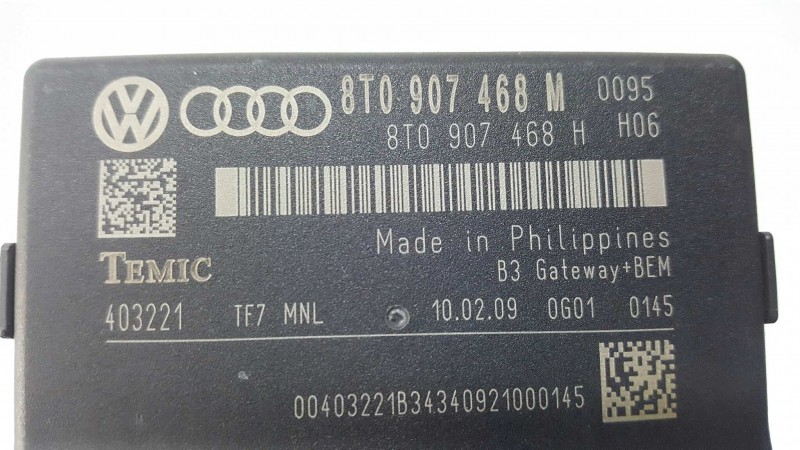 8T0 907 468 M 0095
8T0 907 468 H H06
Made in Philippines
TEMIC
B3 Gateway+BEM
403221 TF7 MNL 10.02.09 0G01 0145
00403221B34340921000145